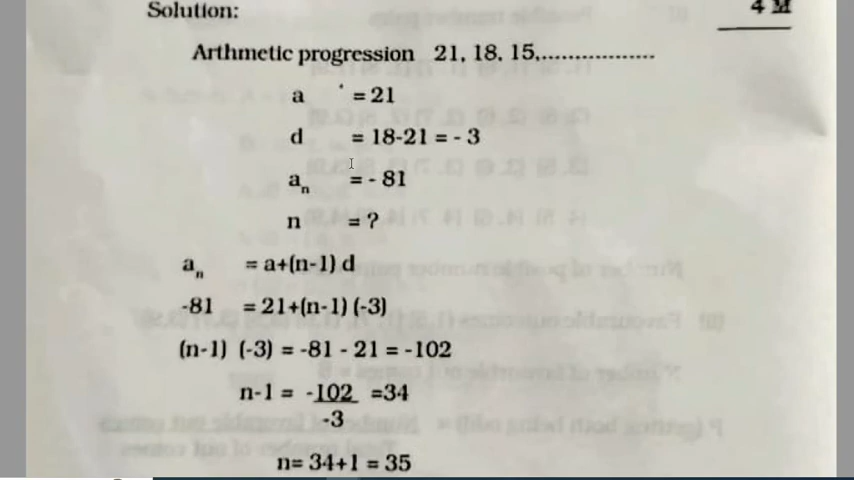 Solution:
4 M
Arthmetic progression 21, 18. 15,..................
a = 21
d = 18-21 = - 3
an = - 81
n = ?
an = a+(n-1) d
-81 = 21+(n-1) (-3)
(n-1) (-3) = -81 - 21 = -102
n-1 = -102 =34
-3
n= 34+1 = 35